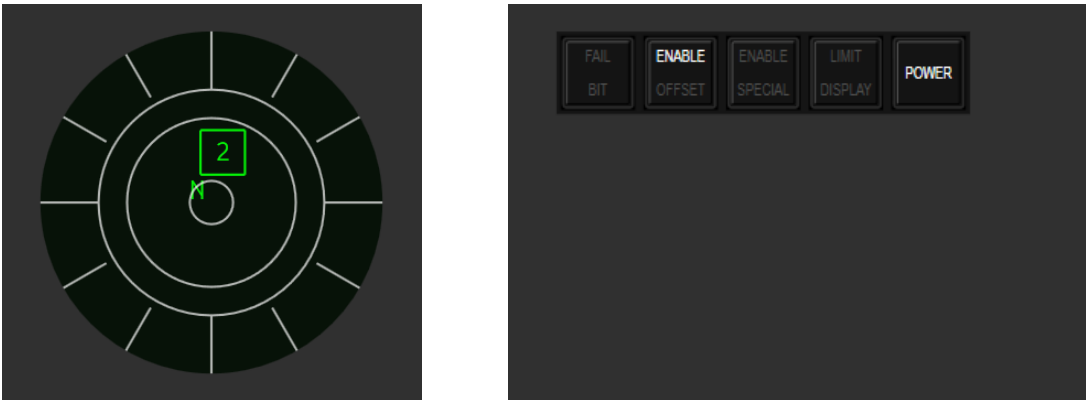 2
N
FAIL ENABLE ENABLE LIMIT POWER
BIT OFFSET SPECIAL DISPLAY